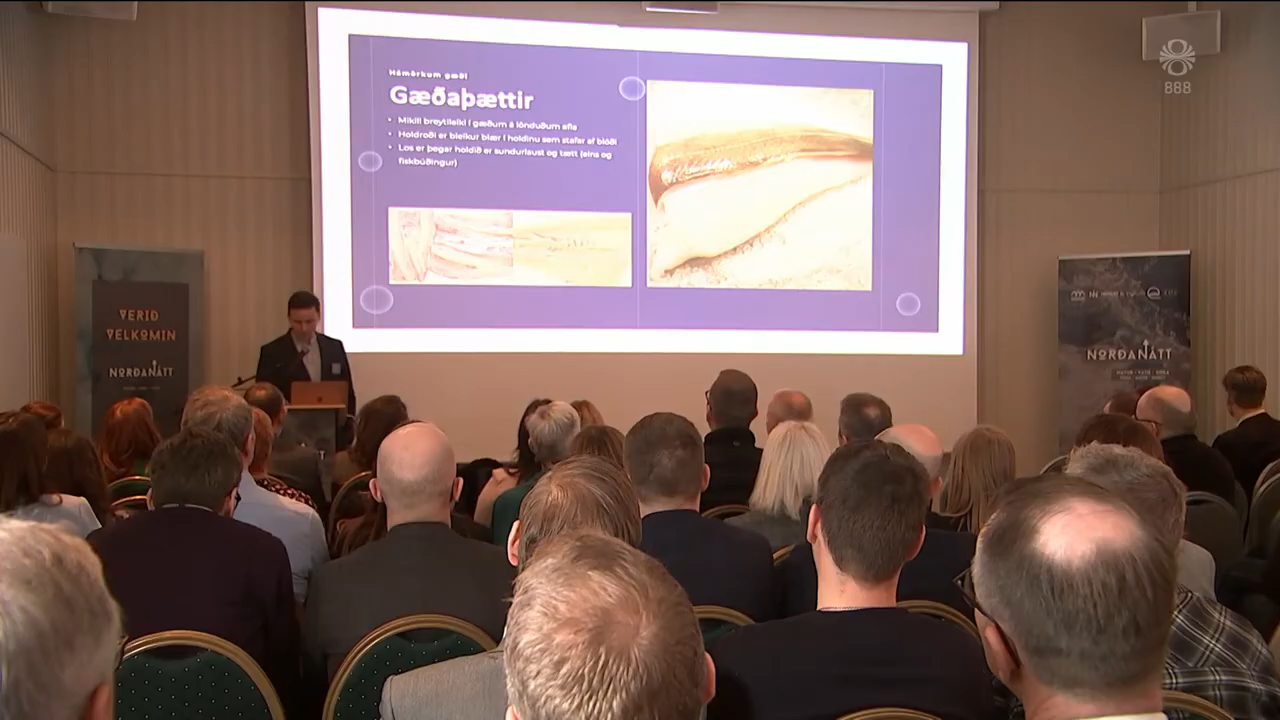 888
Hámörkum gæði
Gæðaþættir
• Mikill breytileiki í gæðum á lönduðum afla
• Holdroði er bleikur blær í holdinu sem stafar af blóði
• Los er þegar holdið er sundurlaust og tætt (eins og
fiskbúðingur)
VERIÐ
VELKOMIN
NORÐANÁTT
NORÐANÁTT